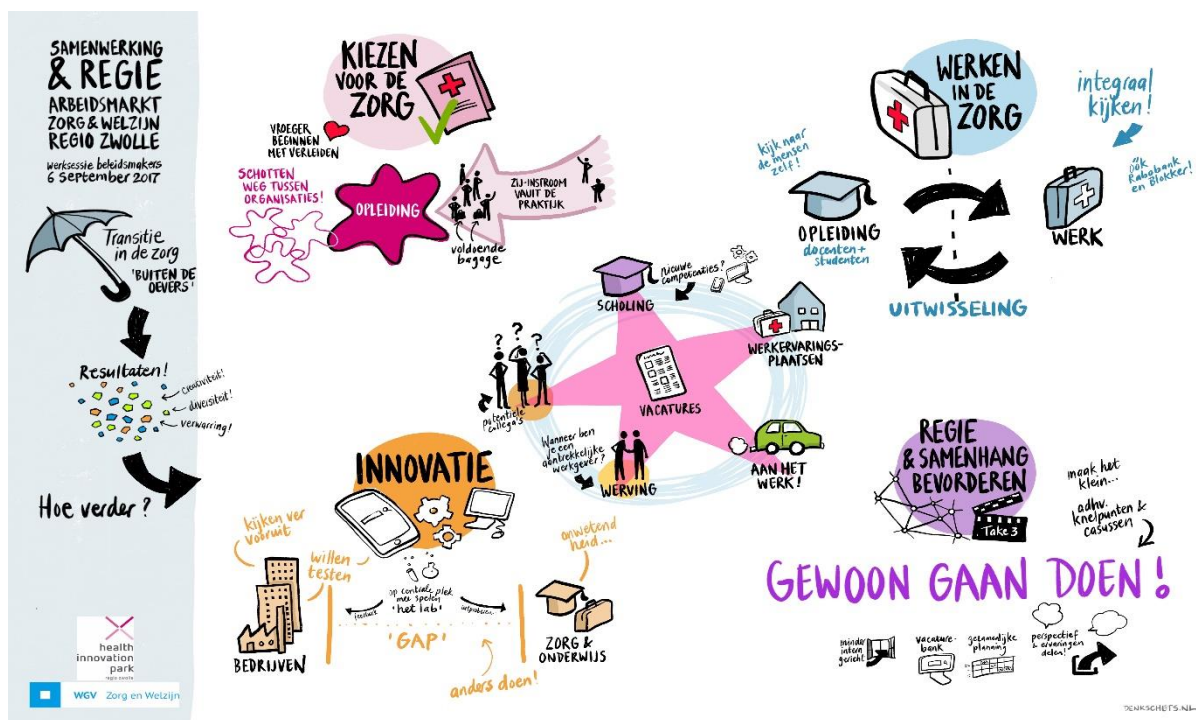 SAMENWERKING
& REGIE
ARBEIDSMARKT
ZORG & WELZIJN
REGIO ZWOLLE
Werksessie beleidsmakers
6 September 2017
Transitie
in de zorg
'BUITEN DE
OEVERS'
Resultaten!
creativiteit!
diversiteit!
verwarring!
Hoe verder?
health
innovation
park
WGV Zorg en Welzijn
KIEZEN
VOOR DE
ZORG
VROEGER
BEGINNEN
MET VERLEIDEN
SCHOTTEN
WEG TUSSEN
ORGANISATIES!
OPLEIDING
ZIJ-INSTROOM
VANUIT DE
PRAKTIJK
voldoende
bagage
WERKEN
IN DE
ZORG
integraal
kijken!
óók
Rabobank
en Blokker!
kijk naar
de mensen
zelf!
OPLEIDING
docenten +
studenten
WERK
UITWISSELING
nieuwe
competenties?
SCHOLING
WERKERVARINGS-
PLAATSEN
VACATURES
? ? ?
potentiële
collega's
Wanneer ben
je een
aantrekkelijke
werkgever?
WERVING
AAN HET
WERK!
INNOVATIE
kijken ver
vooruit
willen
testen
onwetend
heid...
op centrale plek
mee spelen
'het lab'
feedback
'GAP'
BEDRIJVEN
ZORG &
ONDERWIJS
anders doen!
REGIE
& SAMENHANG
BEVORDEREN
Take 3
maak het
klein...
adhv.
knelpunten &
casussen
GEWOON GAAN DOEN!
minder
intern
gericht
vacature-
bank
gezamenlijke
planning
perspectief
& ervaringen
delen!
DENKSCHETS.NL